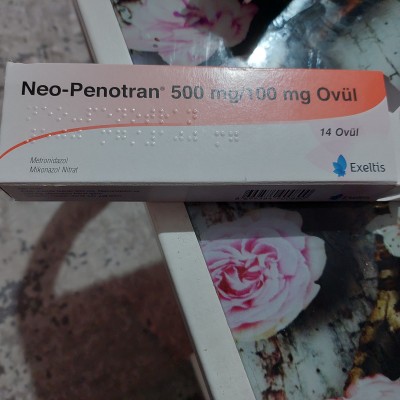 Neo-Penotran® 500 mg/100 mg Ovül
14 Ovül
Metronidazol
Mikonazol Nitrat
Exeltis